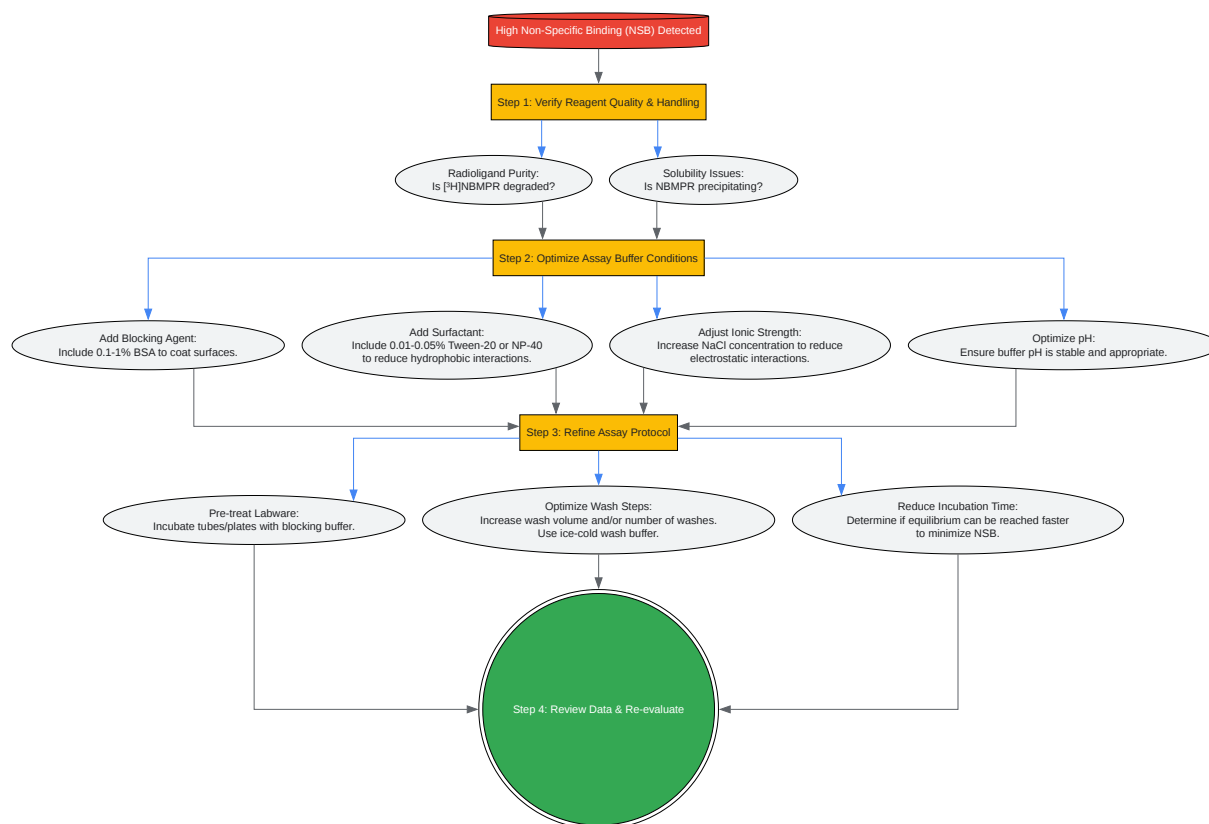 High Non-Specific Binding (NSB) Detected
Step 1: Verify Reagent Quality & Handling
Radioligand Purity:
Is [³H]NBMPR degraded?
Solubility Issues:
Is NBMPR precipitating?
Step 2: Optimize Assay Buffer Conditions
Add Blocking Agent:
Include 0.1-1% BSA to coat surfaces.
Add Surfactant:
Include 0.01-0.05% Tween-20 or NP-40
to reduce hydrophobic interactions.
Adjust Ionic Strength:
Increase NaCl concentration to reduce
electrostatic interactions.
Optimize pH:
Ensure buffer pH is stable and appropriate.
Step 3: Refine Assay Protocol
Pre-treat Labware:
Incubate tubes/plates with blocking buffer.
Optimize Wash Steps:
Increase wash volume and/or number of washes.
Use ice-cold wash buffer.
Reduce Incubation Time:
Determine if equilibrium can be reached faster
to minimize NSB.
Step 4: Review Data & Re-evaluate